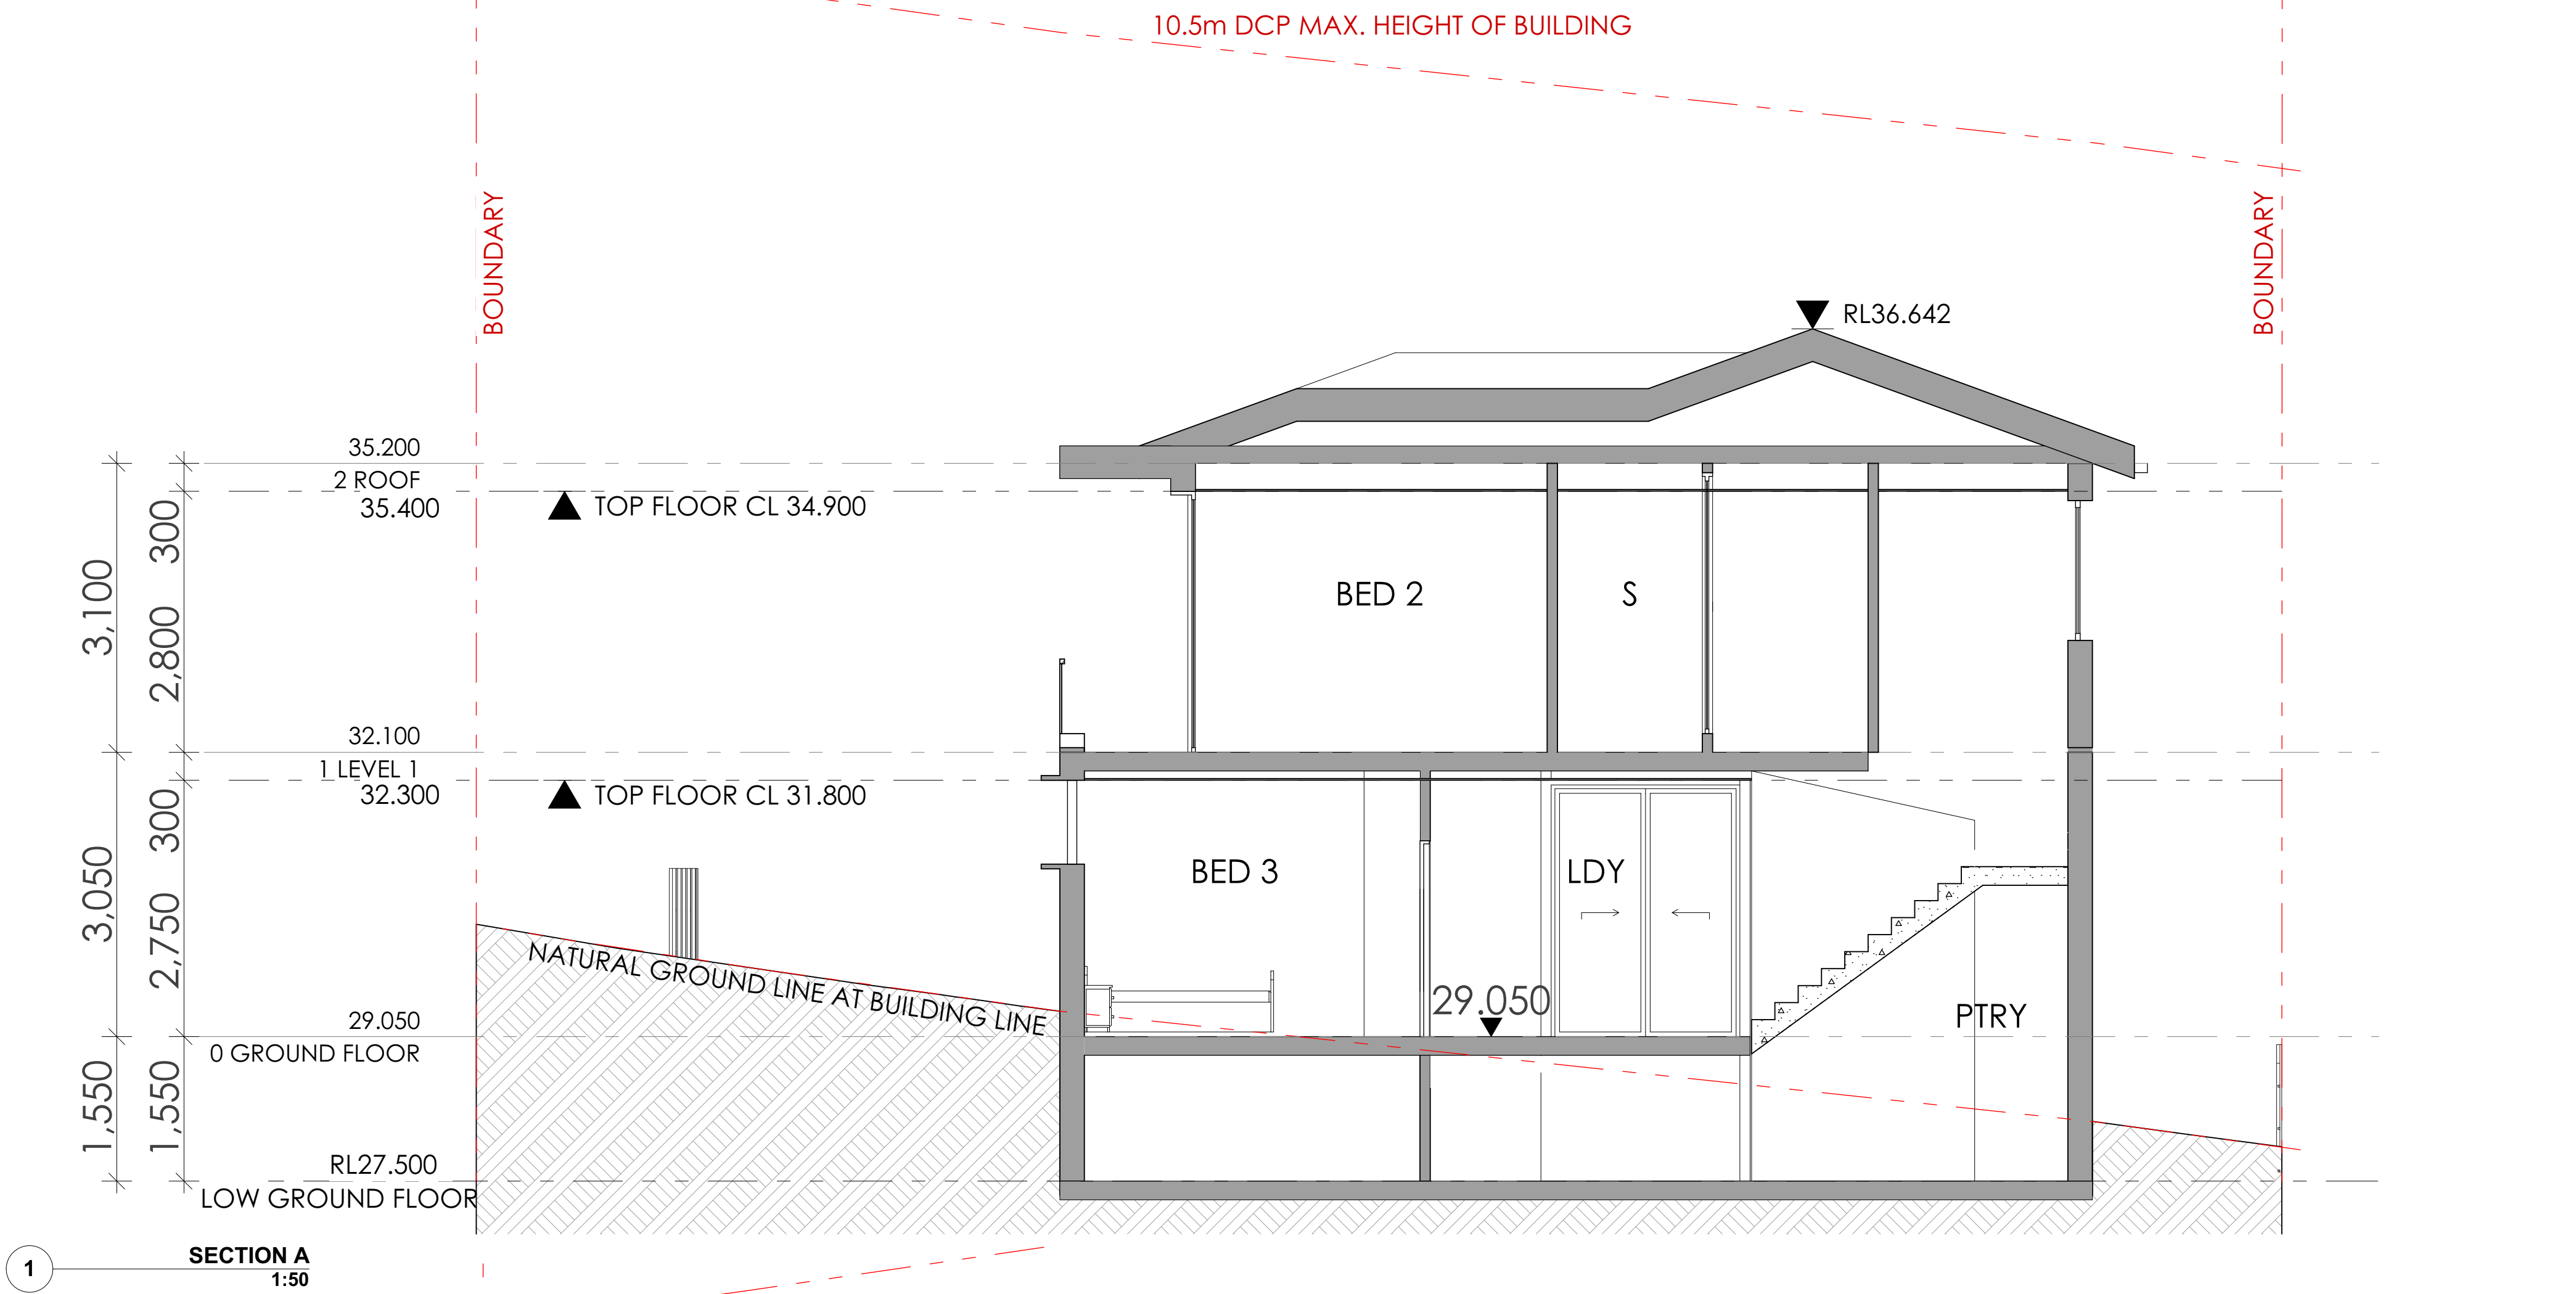 10.5m DCP MAX. HEIGHT OF BUILDING
BOUNDARY
BOUNDARY
RL36.642
35.200
2 ROOF
35.400
TOP FLOOR CL 34.900
300
3,100
2,800
BED 2
S
32.100
1 LEVEL 1
32.300
TOP FLOOR CL 31.800
300
3,050
2,750
BED 3
LDY
NATURAL GROUND LINE AT BUILDING LINE
29.050
PTRY
29.050
0 GROUND FLOOR
1,550
1,550
RL27.500
LOW GROUND FLOOR
1
SECTION A
1:50